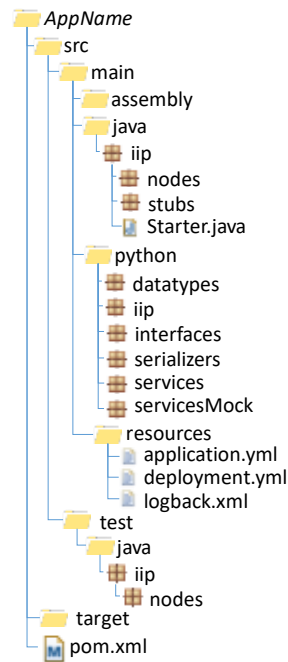 AppName
src
main
assembly
java
iip
nodes
stubs
Starter.java
python
datatypes
iip
interfaces
serializers
services
servicesMock
resources
application.yml
deployment.yml
logback.xml
test
java
iip
nodes
target
M pom.xml